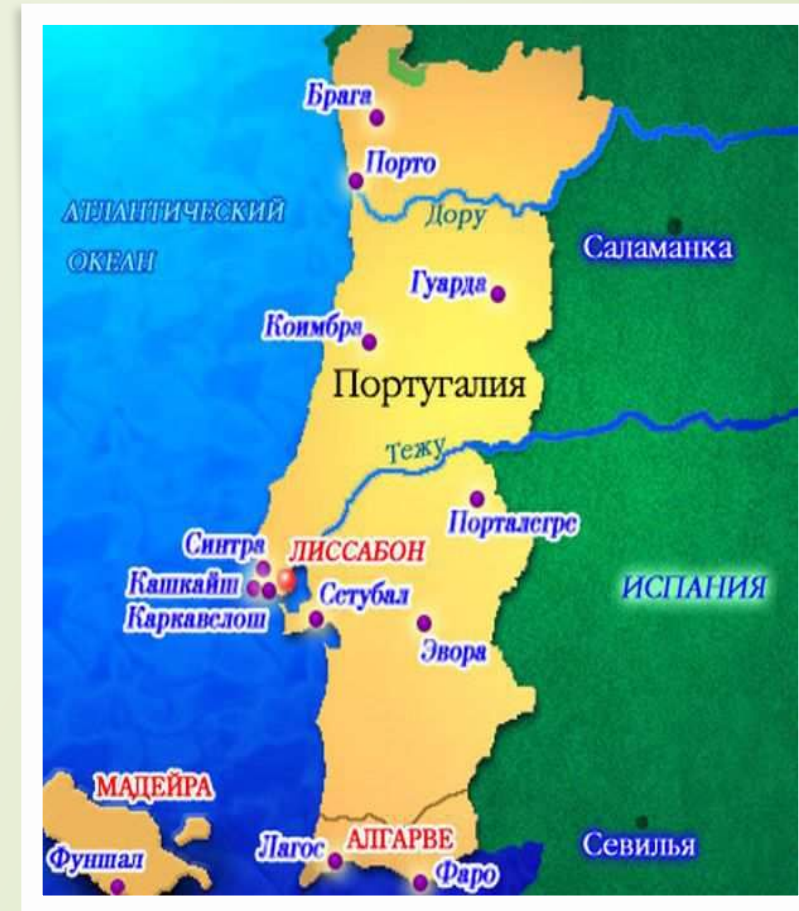 Брага
Порто
АТЛАНТИЧЕСКИЙ
ОКЕАН
Дору
Саламанка
Гуарда
Коимбра
Португалия
Тежу
Порталегре
Синтра
ЛИССАБОН
Кашкайш
Сетубал
ИСПАНИЯ
Каркавелош
Эвора
МАДЕЙРА
Лагос
АЛГАРВЕ
Севилья
Фуншал
Фаро